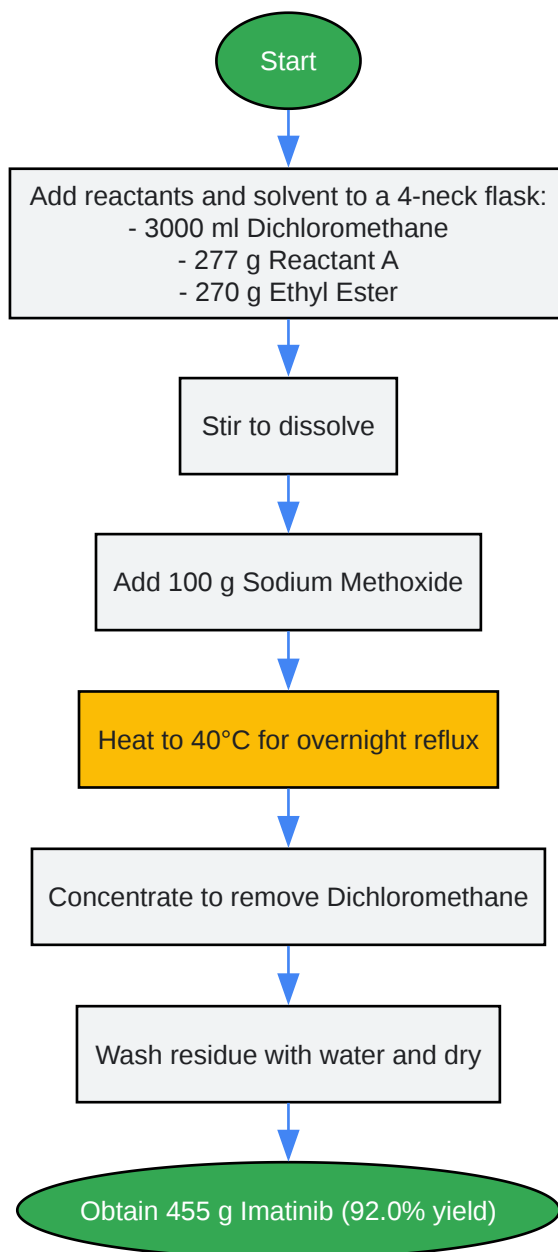 Start
Add reactants and solvent to a 4-neck flask:
- 3000 ml Dichloromethane
- 277 g Reactant A
- 270 g Ethyl Ester
Stir to dissolve
Add 100 g Sodium Methoxide
Heat to 40°C for overnight reflux
Concentrate to remove Dichloromethane
Wash residue with water and dry
Obtain 455 g Imatinib (92.0% yield)